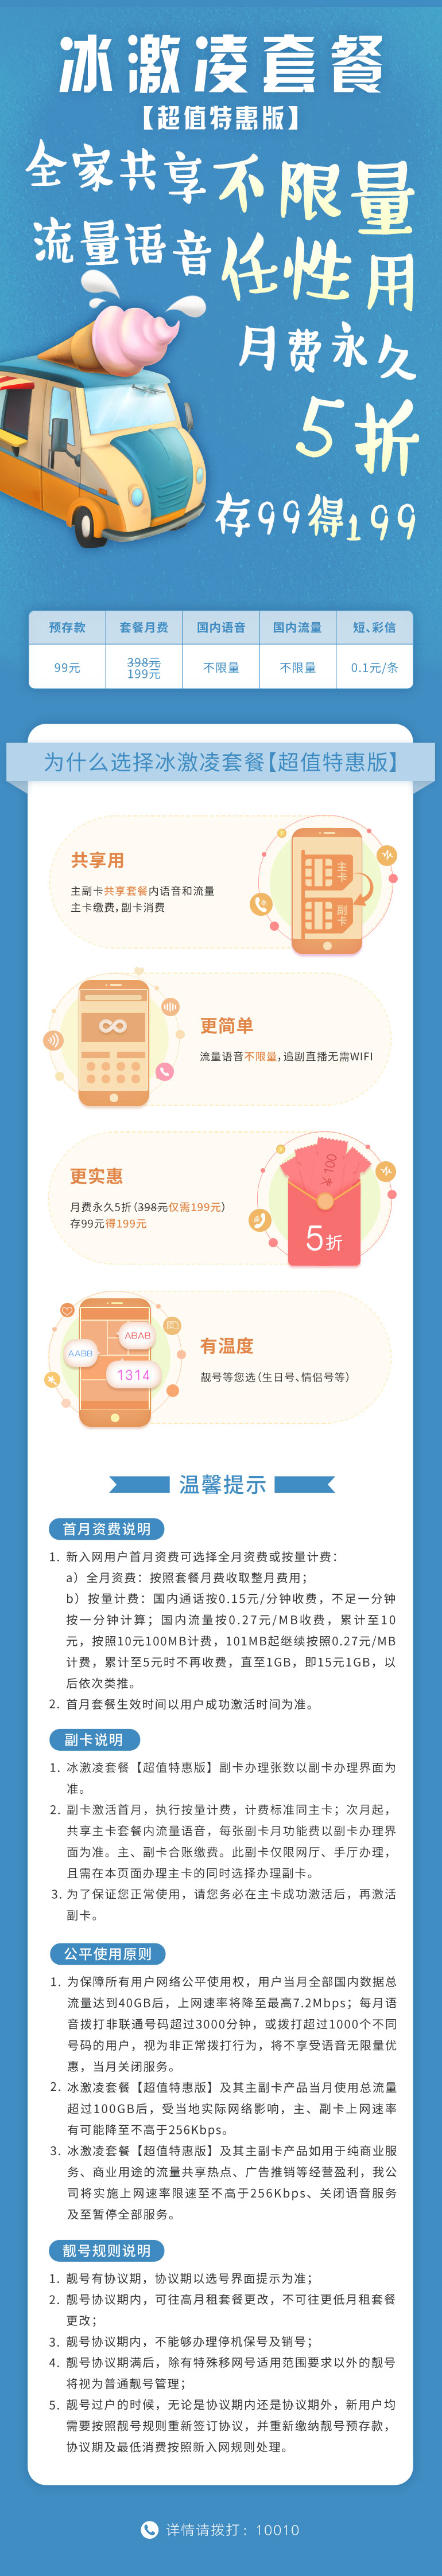 冰激凌套餐
【超值特惠版】
全家共享不限量
流量语音任性用
月费永久
5折
存99得199
预存款 套餐月费 国内语音 国内流量 短、彩信
99元 398元 199元 不限量 不限量 0.1元/条
为什么选择冰激凌套餐【超值特惠版】
共享用
主副卡共享套餐内语音和流量
主卡缴费,副卡消费
主卡
副卡
更简单
流量语音不限量,追剧直播无需WIFI
更实惠
月费永久5折(398元仅需199元)
存99元得199元
100
5折
有温度
靓号等您选(生日号、情侣号等)
ABAB
AABB
1314
温馨提示
首月资费说明
1. 新入网用户首月资费可选择全月资费或按量计费：
a）全月资费：按照套餐月费收取整月费用；
b）按量计费：国内通话按0.15元/分钟收费，不足一分钟
按一分钟计算；国内流量按0.27元/MB收费，累计至10
元，按照10元100MB计费，101MB起继续按照0.27元/MB
计费，累计至5元时不再收费，直至1GB，即15元1GB，以
后依次类推。
2. 首月套餐生效时间以用户成功激活时间为准。
副卡说明
1. 冰激凌套餐【超值特惠版】副卡办理张数以副卡办理界面为
准。
2. 副卡激活首月，执行按量计费，计费标准同主卡；次月起，
共享主卡套餐内流量语音，每张副卡月功能费以副卡办理界
面为准。主、副卡合账缴费。此副卡仅限网厅、手厅办理，
且需在本页面办理主卡的同时选择办理副卡。
3. 为了保证您正常使用，请您务必在主卡成功激活后，再激活
副卡。
公平使用原则
1. 为保障所有用户网络公平使用权，用户当月全部国内数据总
流量达到40GB后，上网速率将降至最高7.2Mbps；每月语
音拨打非联通号码超过3000分钟，或拨打超过1000个不同
号码的用户，视为非正常拨打行为，将不享受语音无限量优
惠，当月关闭服务。
2. 冰激凌套餐【超值特惠版】及其主副卡产品当月使用总流量
超过100GB后，受当地实际网络影响，主、副卡上网速率
有可能降至不高于256Kbps。
3. 冰激凌套餐【超值特惠版】及其主副卡产品如用于纯商业服
务、商业用途的流量共享热点、广告推销等经营盈利，我公
司将实施上网速率限速至不高于256Kbps、关闭语音服务
及至暂停全部服务。
靓号规则说明
1. 靓号有协议期，协议期以选号界面提示为准；
2. 靓号协议期内，可往高月租套餐更改，不可往更低月租套餐
更改；
3. 靓号协议期内，不能够办理停机保号及销号；
4. 靓号协议期满后，除有特殊移网号适用范围要求以外的靓号
将视为普通靓号管理；
5. 靓号过户的时候，无论是协议期内还是协议期外，新用户均
需要按照靓号规则重新签订协议，并重新缴纳靓号预存款，
协议期及最低消费按照新入网规则处理。
详情请拨打：10010